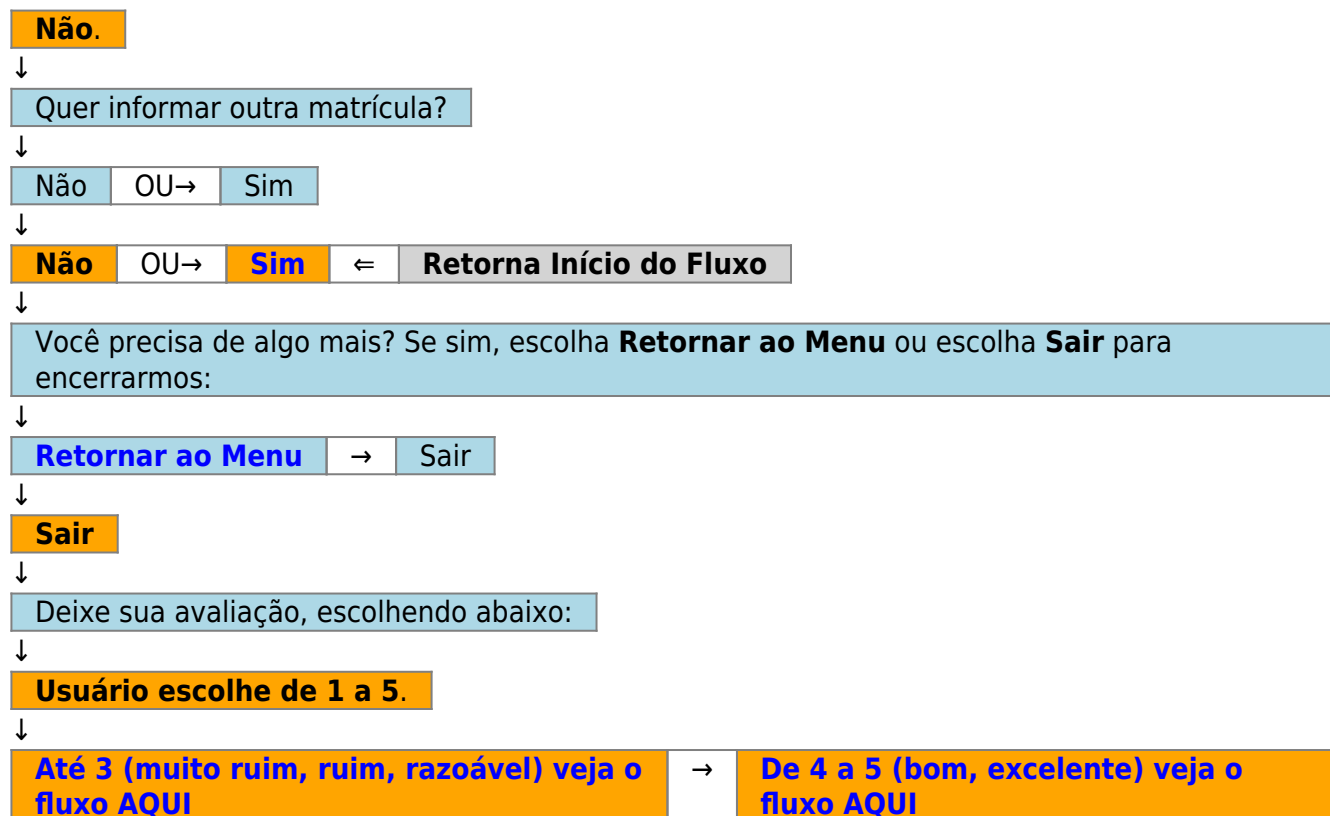 Não.
↓
Quer informar outra matrícula?
↓
Não OU→ Sim
↓
Não OU→ Sim ⇐ Retorna Início do Fluxo
↓
Você precisa de algo mais? Se sim, escolha Retornar ao Menu ou escolha Sair para
encerrarmos:
↓
Retornar ao Menu → Sair
↓
Sair
↓
Deixe sua avaliação, escolhendo abaixo:
↓
Usuário escolhe de 1 a 5.
↓
Até 3 (muito ruim, ruim, razoável) veja o
fluxo AQUI
→
De 4 a 5 (bom, excelente) veja o
fluxo AQUI